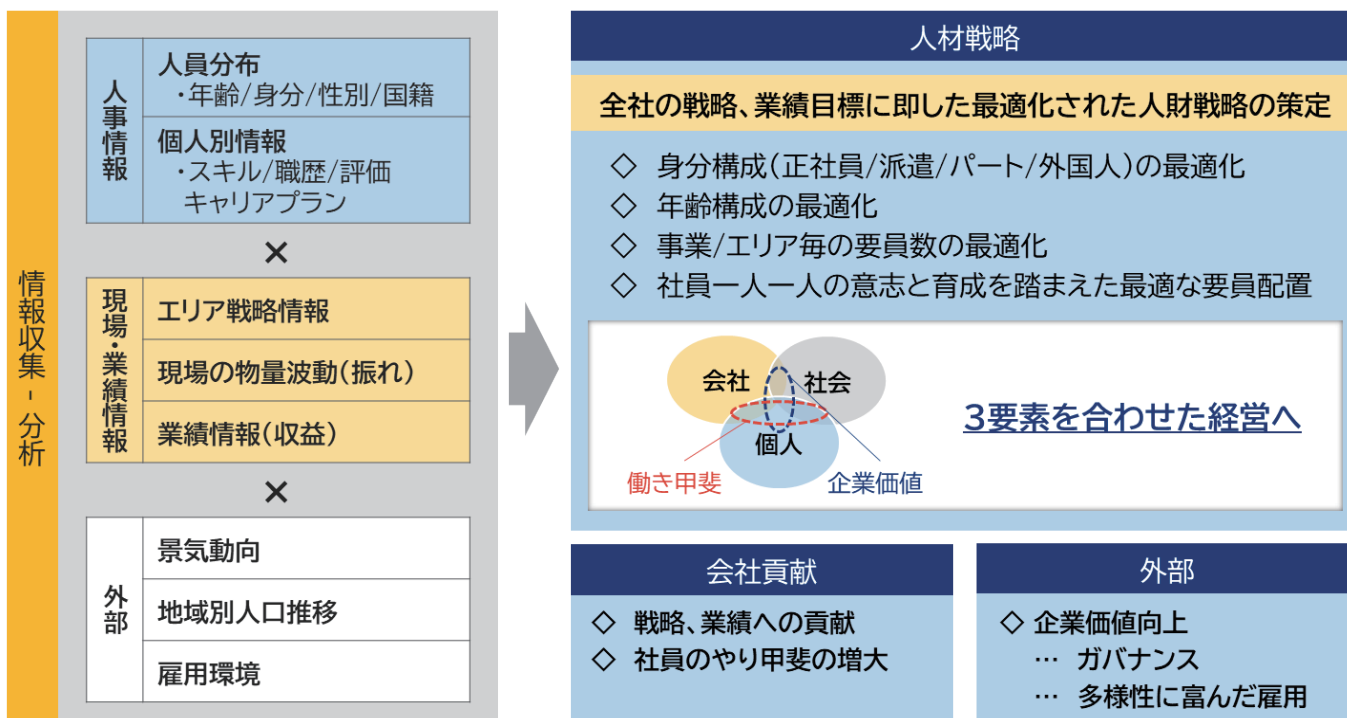 情報収集-分析
人事情報
人員分布
・年齢/身分/性別/国籍
個人別情報
・スキル/職歴/評価
キャリアプラン
×
現場・業績情報
エリア戦略情報
現場の物量波動(振れ)
業績情報(収益)
×
外部
景気動向
地域別人口推移
雇用環境
人材戦略
全社の戦略、業績目標に即した最適化された人財戦略の策定
◇ 身分構成(正社員/派遣/パート/外国人)の最適化
◇ 年齢構成の最適化
◇ 事業/エリア毎の要員数の最適化
◇ 社員一人一人の意志と育成を踏まえた最適な要員配置
会社
社会
個人
働き甲斐
企業価値
3要素を合わせた経営へ
会社貢献
◇ 戦略、業績への貢献
◇ 社員のやり甲斐の増大
外部
◇ 企業価値向上
… ガバナンス
… 多様性に富んだ雇用